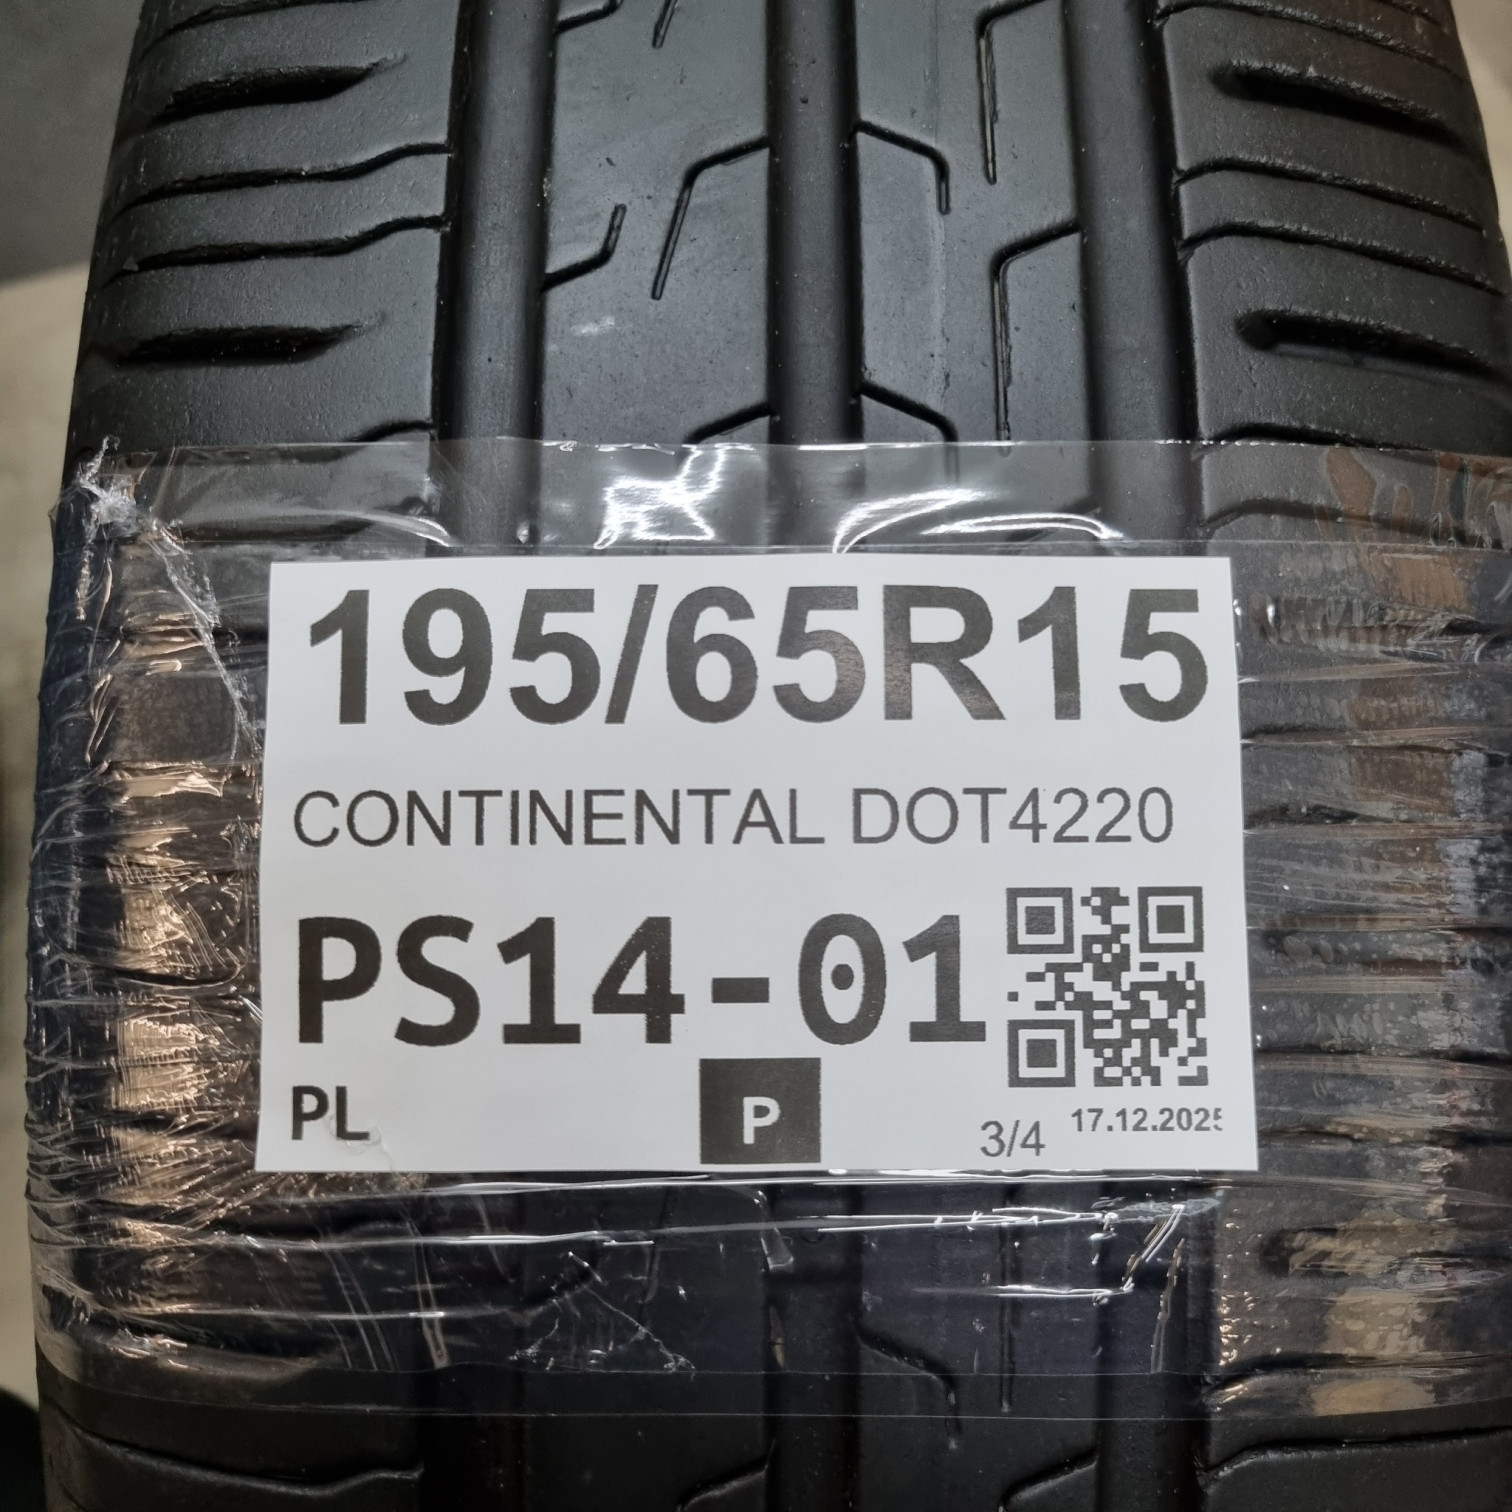 195/65R15
CONTINENTAL DOT4220
PS14-01
PL
P
3/4
17.12.2025